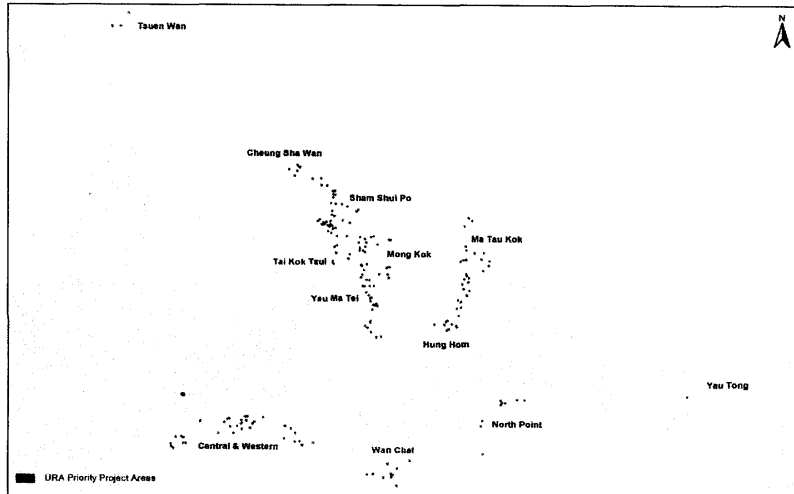 N
Tsuen Wan
Cheung Sha Wan
Sham Shui Po
Ma Tau Kok
Mong Kok
Tai Kok Tsui
Yau Ma Tei
Hung Hom
Yau Tong
North Point
Central & Western
Wan Chai
URA Priority Project Areas